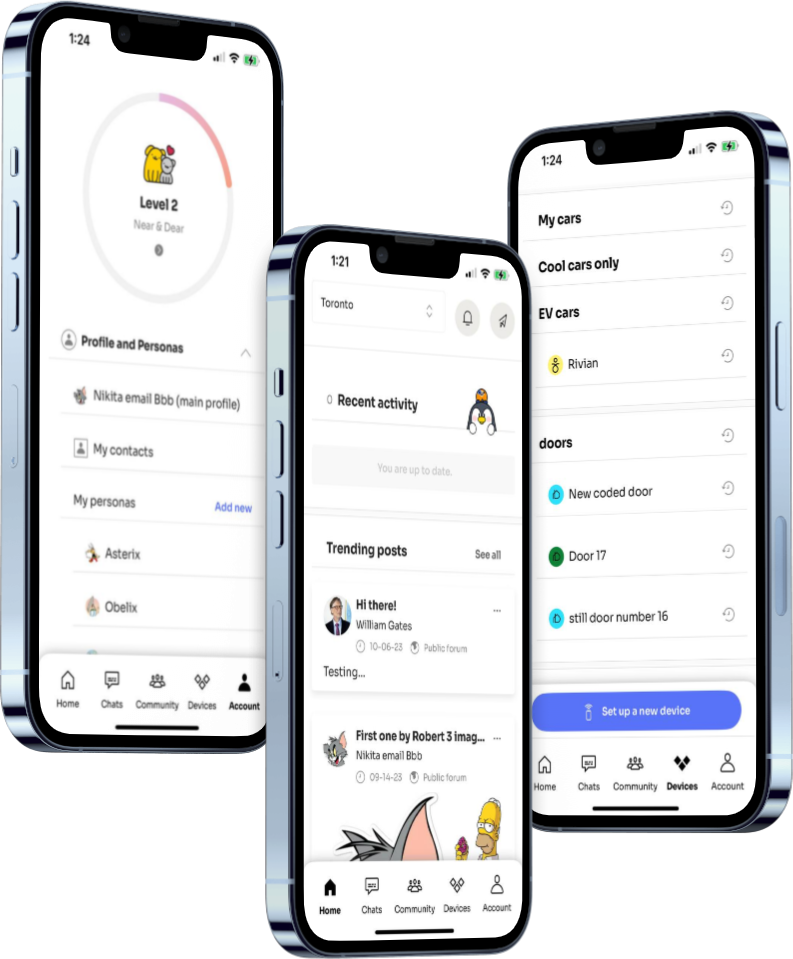 1:24
Level 2
Near & Dear
Profile and Personas
Nikita email Bbb (main profile)
My contacts
My personas
Add new
Asterix
Obelix
Home
Chats
Community
Devices
Account
1:21
Toronto
0 Recent activity
You are up to date.
Trending posts
See all
Hi there!
William Gates
10-06-23
Public forum
Testing...
First one by Robert 3 imag...
Nikita email Bbb
09-14-23
Public forum
Home
Chats
Community
Devices
Account
1:24
My cars
Cool cars only
EV cars
Rivian
doors
New coded door
Door 17
still door number 16
Set up a new device
Home
Chats
Community
Devices
Account